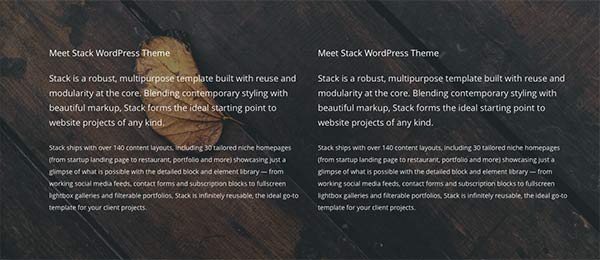 Meet Stack WordPress Theme
Stack is a robust, multipurpose template built with reuse and
modularity at the core. Blending contemporary styling with
beautiful markup, Stack forms the ideal starting point to
website projects of any kind.
Stack ships with over 140 content layouts, including 30 tailored niche homepages
(from startup landing page to restaurant, portfolio and more) showcasing just a
glimpse of what is possible with the detailed block and element library — from
working social media feeds, contact forms and subscription blocks to fullscreen
lightbox galleries and filterable portfolios, Stack is infinitely reusable, the ideal go-to
template for your client projects.
Meet Stack WordPress Theme
Stack is a robust, multipurpose template built with reuse and
modularity at the core. Blending contemporary styling with
beautiful markup, Stack forms the ideal starting point to
website projects of any kind.
Stack ships with over 140 content layouts, including 30 tailored niche homepages
(from startup landing page to restaurant, portfolio and more) showcasing just a
glimpse of what is possible with the detailed block and element library — from
working social media feeds, contact forms and subscription blocks to fullscreen
lightbox galleries and filterable portfolios, Stack is infinitely reusable, the ideal go-to
template for your client projects.